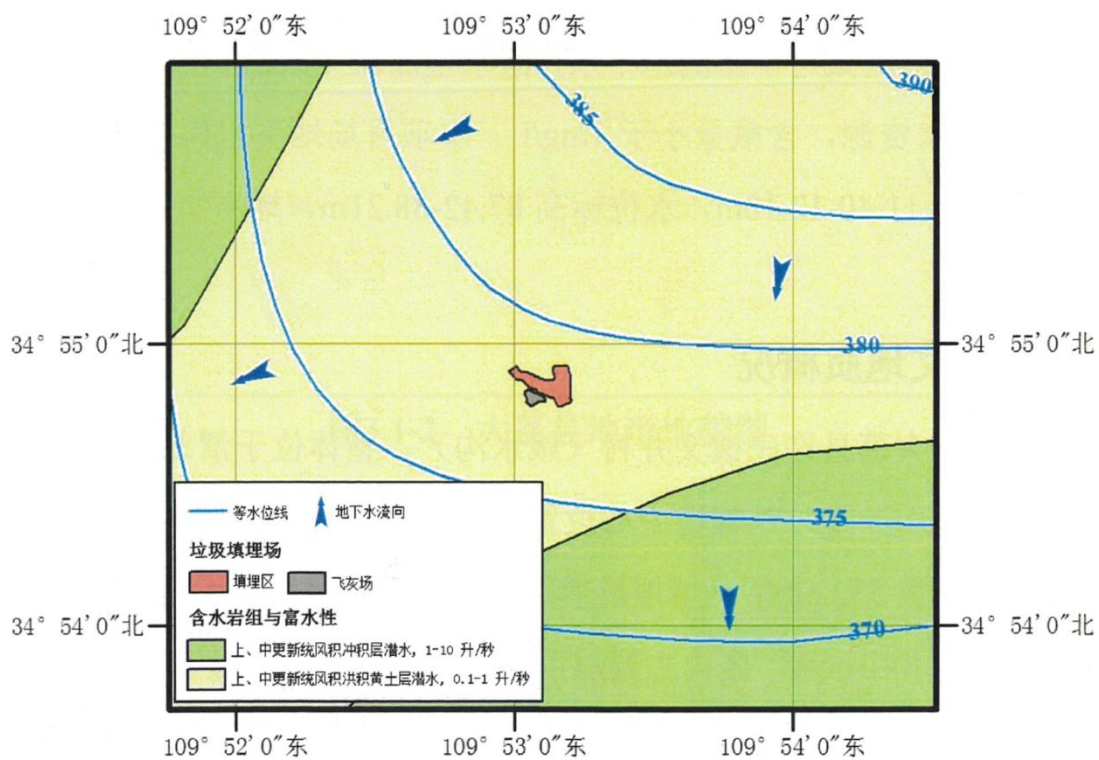 109° 52′0″东 109° 53′0″东 109° 54′0″东
390
385
34° 55′0″北 380 34° 55′0″北
375
34° 54′0″北 370 34° 54′0″北
等水位线 地下水流向
垃圾填埋场
填埋区 飞灰场
含水岩组与富水性
上、中更新统风积冲积层潜水，1-10 升/秒
上、中更新统风积洪积黄土层潜水，0.1-1 升/秒
109° 52′0″东 109° 53′0″东 109° 54′0″东